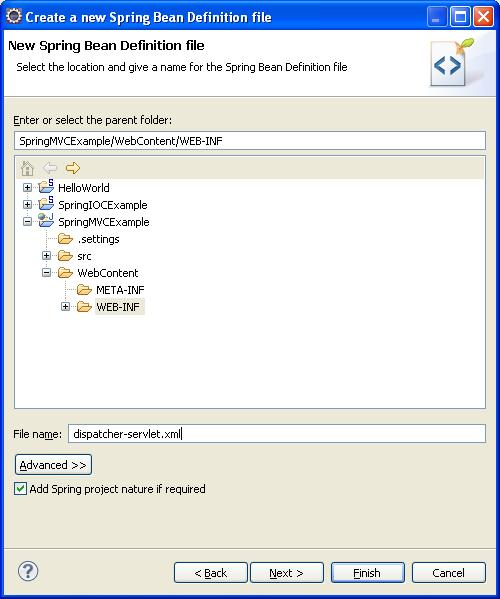 Create a new Spring Bean Definition file
New Spring Bean Definition file
Select the location and give a name for the Spring Bean Definition file
Enter or select the parent folder:
SpringMVCExample/WebContent/WEB-INF
HelloWorld
SpringIOCExample
SpringMVCExample
.settings
src
WebContent
META-INF
WEB-INF
File name: dispatcher-servlet.xml
Advanced >>
Add Spring project nature if required
< Back Next > Finish Cancel